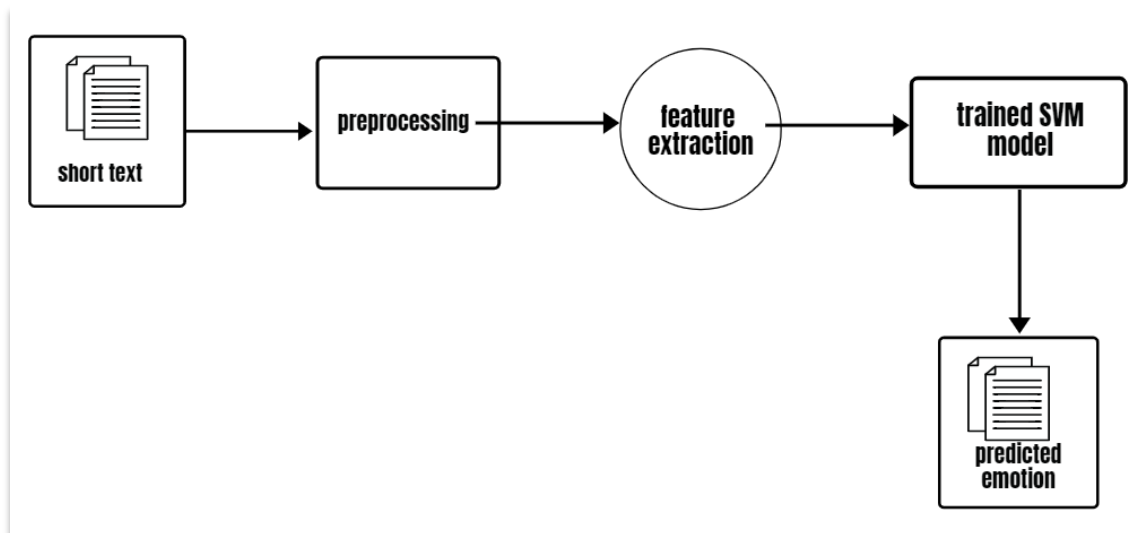 short text
preprocessing
feature
extraction
trained SVM
model
predicted
emotion